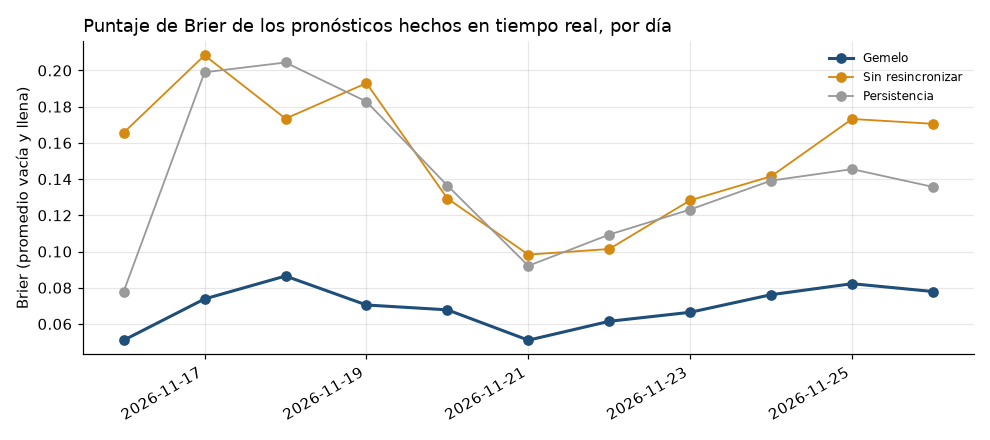 Puntaje de Brier de los pronósticos hechos en tiempo real, por día
Gemelo
Sin resincronizar
Persistencia
Brier (promedio vacía y llena)
0.20
0.18
0.16
0.14
0.12
0.10
0.08
0.06
2026-11-17
2026-11-19
2026-11-21
2026-11-23
2026-11-25